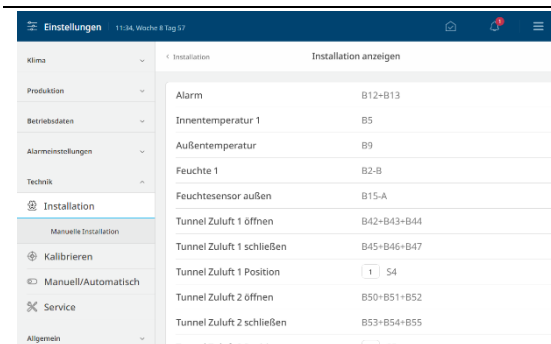 Einstellungen 11:34, Woche 8 Tag 57 1
Klima
Produktion
Betriebsdaten
Alarmeinstellungen
Technik
Installation
Manuelle Installation
Kalibrieren
Manuell/Automatisch
Service
Allgemein
Installation Installation anzeigen
Alarm B12+B13
Innentemperatur 1 B5
Außentemperatur B9
Feuchte 1 B2-B
Feuchtesensor außen B15-A
Tunnel Zuluft 1 öffnen B42+B43+B44
Tunnel Zuluft 1 schließen B45+B46+B47
Tunnel Zuluft 1 Position 1 S4
Tunnel Zuluft 2 öffnen B50+B51+B52
Tunnel Zuluft 2 schließen B53+B54+B55